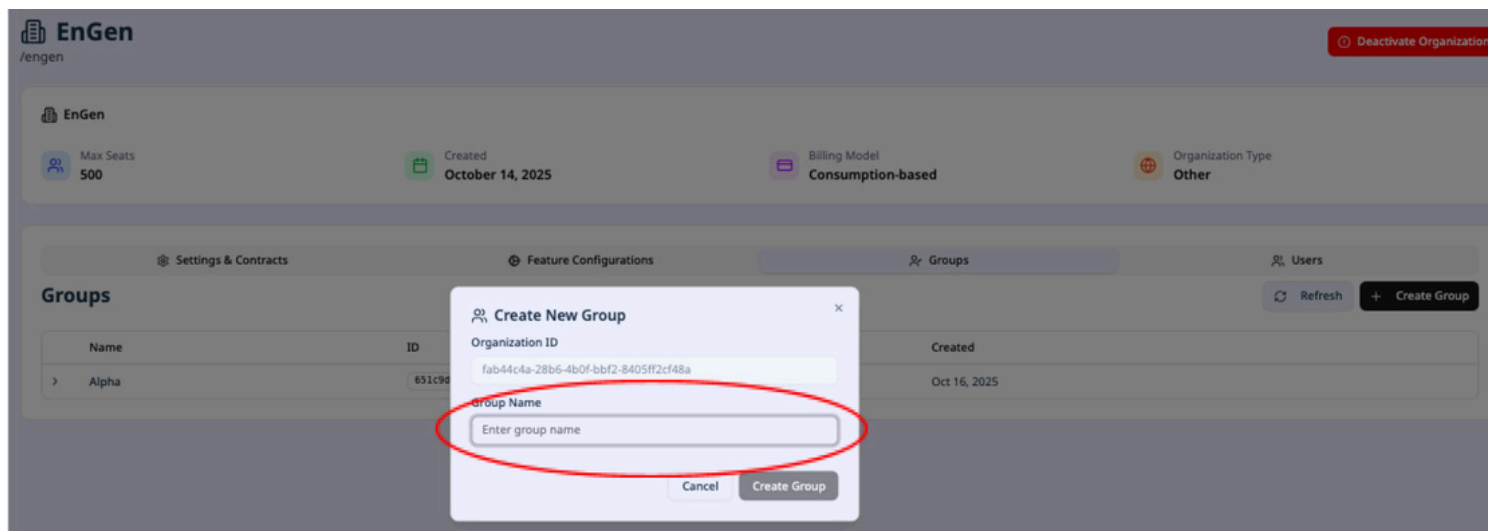 EnGen
/engen
Deactivate Organization
EnGen
Max Seats
500
Created
October 14, 2025
Billing Model
Consumption-based
Organization Type
Other
Settings & Contracts
Feature Configurations
Groups
Users
Groups
Refresh
+ Create Group
Name
ID
Created
Alpha
651c9d
Oct 16, 2025
Create New Group
×
Organization ID
fab44c4a-28b6-4b0f-bbf2-8405ff2cf48a
Group Name
Enter group name
Cancel
Create Group